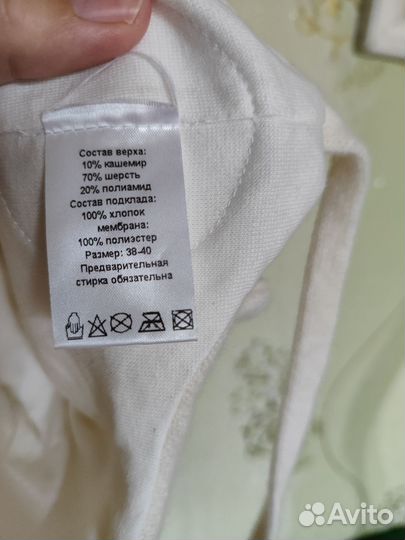 Состав верха:
10% кашемир
70% шерсть
20% полиамид
Состав подклада:
100% хлопок
мембрана:
100% полиэстер
Размер: 38-40
Предварительная
стирка обязательна
Avito